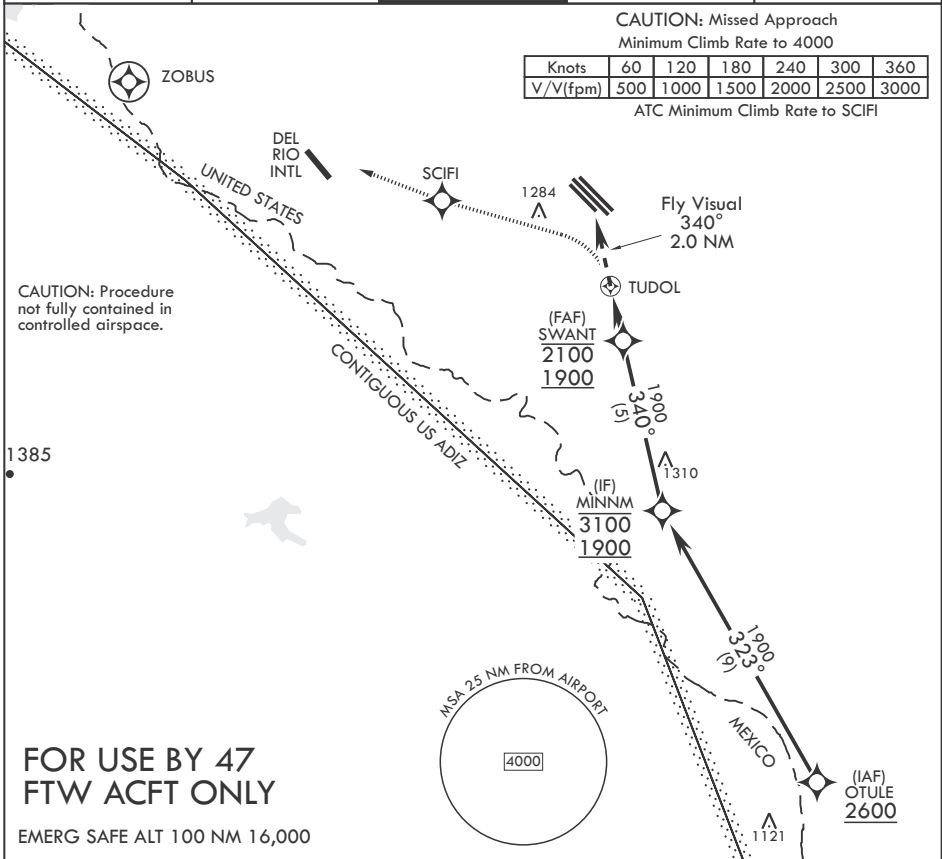 CAUTION: Missed Approach
Minimum Climb Rate to 4000
Knots 60 120 180 240 300 360
V/V(fpm) 500 1000 1500 2000 2500 3000
ATC Minimum Climb Rate to SCIFI
ZOBUS
DEL
RIO
INTL
UNITED STATES
SCIFI
1284
Fly Visual
340°
2.0 NM
TUDOL
CAUTION: Procedure
not fully contained in
controlled airspace.
(FAF)
SWANT
2100
1900
CONTIGUOUS US ADIZ
1900
340°
(5)
1385
1310
(IF)
MINNM
3100
1900
1900
323°
(9)
MSA 25 NM FROM AIRPORT
4000
MEXICO
FOR USE BY 47
FTW ACFT ONLY
(IAF)
OTULE
2600
EMERG SAFE ALT 100 NM 16,000
1121